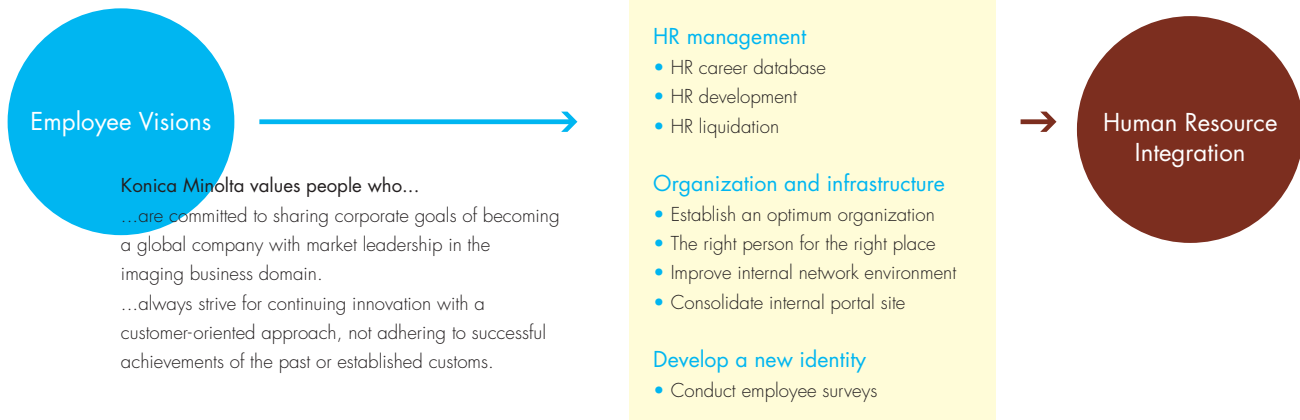 Employee Visions
Konica Minolta values people who...
...are committed to sharing corporate goals of becoming
a global company with market leadership in the
imaging business domain.
...always strive for continuing innovation with a
customer-oriented approach, not adhering to successful
achievements of the past or established customs.
HR management
• HR career database
• HR development
• HR liquidation
Organization and infrastructure
• Establish an optimum organization
• The right person for the right place
• Improve internal network environment
• Consolidate internal portal site
Develop a new identity
• Conduct employee surveys
Human Resource
Integration